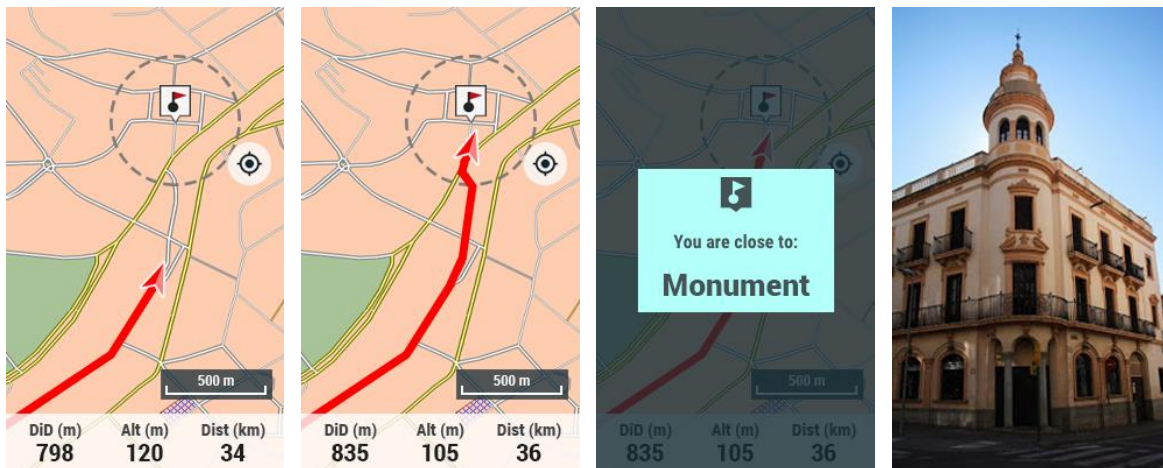 500 m
DiD (m) Alt (m) Dist (km)
798 120 34
500 m
DiD (m) Alt (m) Dist (km)
835 105 36
You are close to:
Monument
500 m
DiD (m) Alt (m) Dist (km)
835 105 36